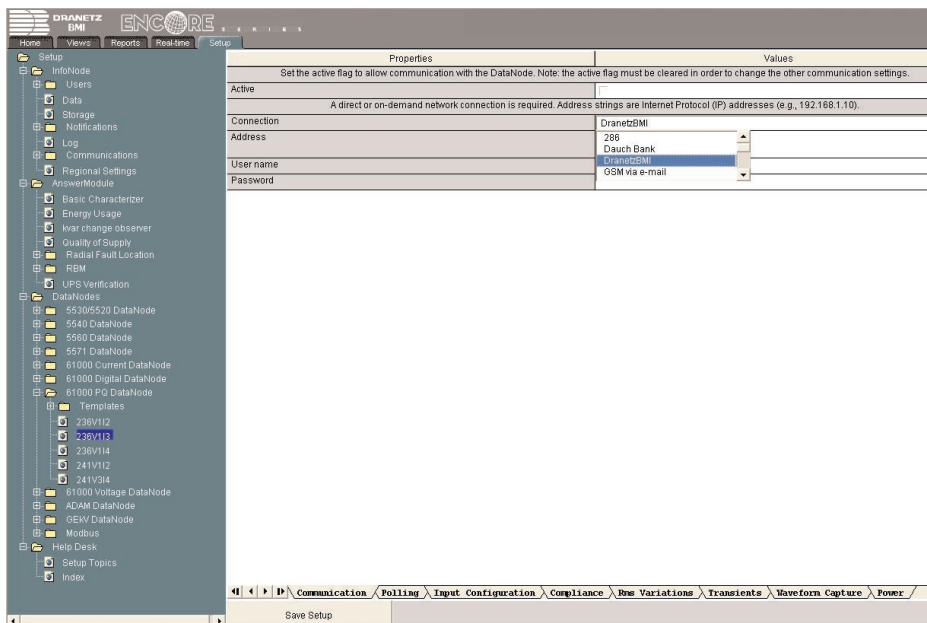 DRANETZ
BMI
ENCORE
SERIES
Home Views Reports Real-time Setup
Setup
InfoNode
Users
Data
Storage
Notifications
Log
Communications
Regional Settings
AnswerModule
Basic Characterizer
Energy Usage
kvar change observer
Quality of Supply
Radial Fault Location
RBM
UPS Verification
DataNodes
5530/5520 DataNode
5540 DataNode
5560 DataNode
5571 DataNode
61000 Current DataNode
61000 Digital DataNode
61000 PQ DataNode
Templates
236V1I2
236V1I3
236V1I4
241V1I2
241V3I4
61000 Voltage DataNode
ADAM DataNode
GEkV DataNode
Modbus
Help Desk
Setup Topics
Index
Properties Values
Set the active flag to allow communication with the DataNode. Note: the active flag must be cleared in order to change the other communication settings.
Active
A direct or on-demand network connection is required. Address strings are Internet Protocol (IP) addresses (e.g., 192.168.1.10).
Connection DranetzBMI
Address 286
Dauch Bank
DranetzBMI
GSM via e-mail
User name
Password
Communication Polling Input Configuration Compliance Rms Variations Transients Waveform Capture Power
Save Setup